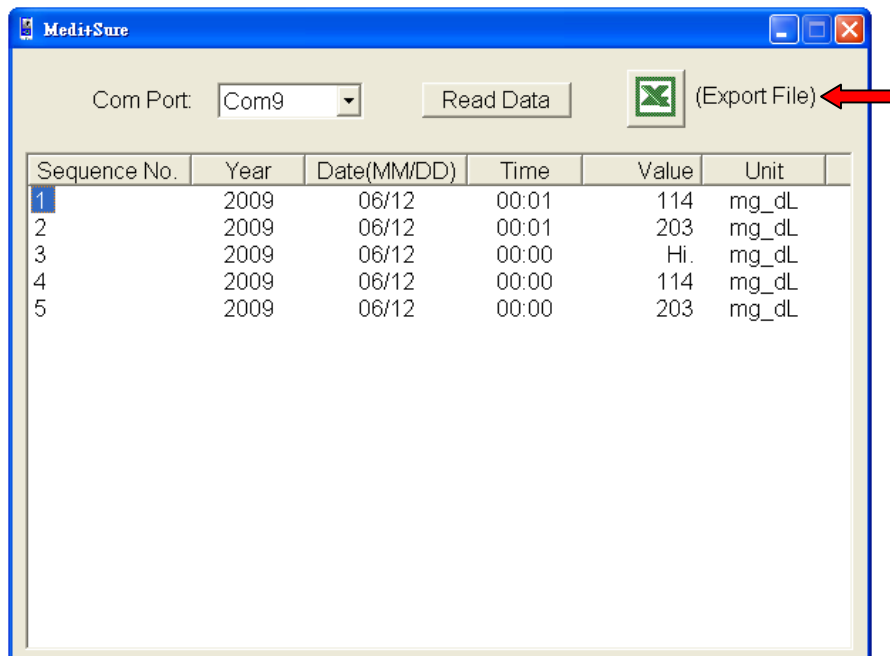 Medi+Sure
Com Port: Com9 Read Data (Export File)
Sequence No. Year Date(MM/DD) Time Value Unit
1 2009 06/12 00:01 114 mg_dL
2 2009 06/12 00:01 203 mg_dL
3 2009 06/12 00:00 Hi. mg_dL
4 2009 06/12 00:00 114 mg_dL
5 2009 06/12 00:00 203 mg_dL